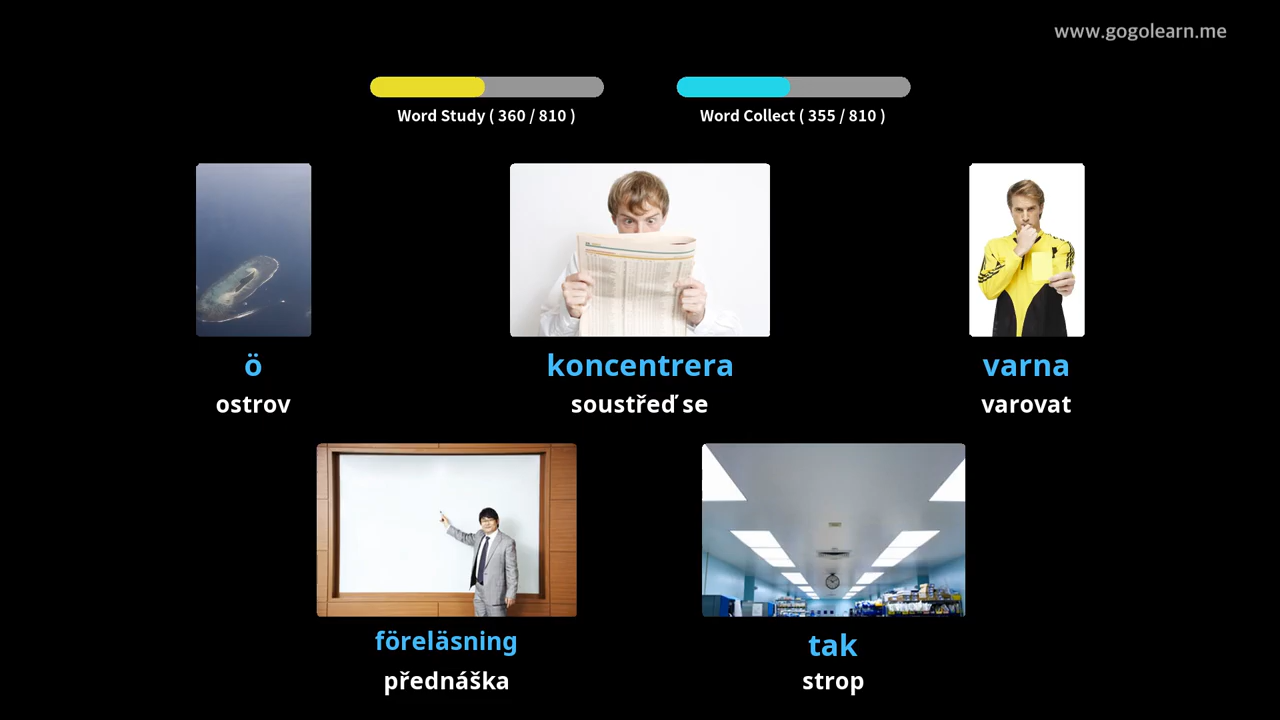 www.gogolearn.me
Word Study ( 360 / 810 )
Word Collect ( 355 / 810 )
ö
koncentrera
varna
ostrov
soustřeď se
varovat
föreläsning
tak
přednáška
strop